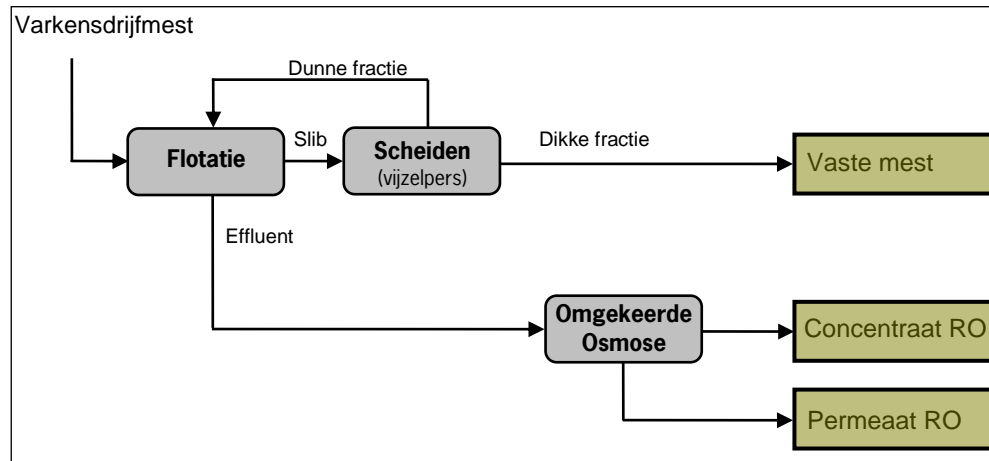 Varkensdrijfmest
Dunne fractie
Flotatie
Slib
Scheiden
(vijzelpers)
Dikke fractie
Vaste mest
Effluent
Omgekeerde
Osmose
Concentraat RO
Permeaat RO